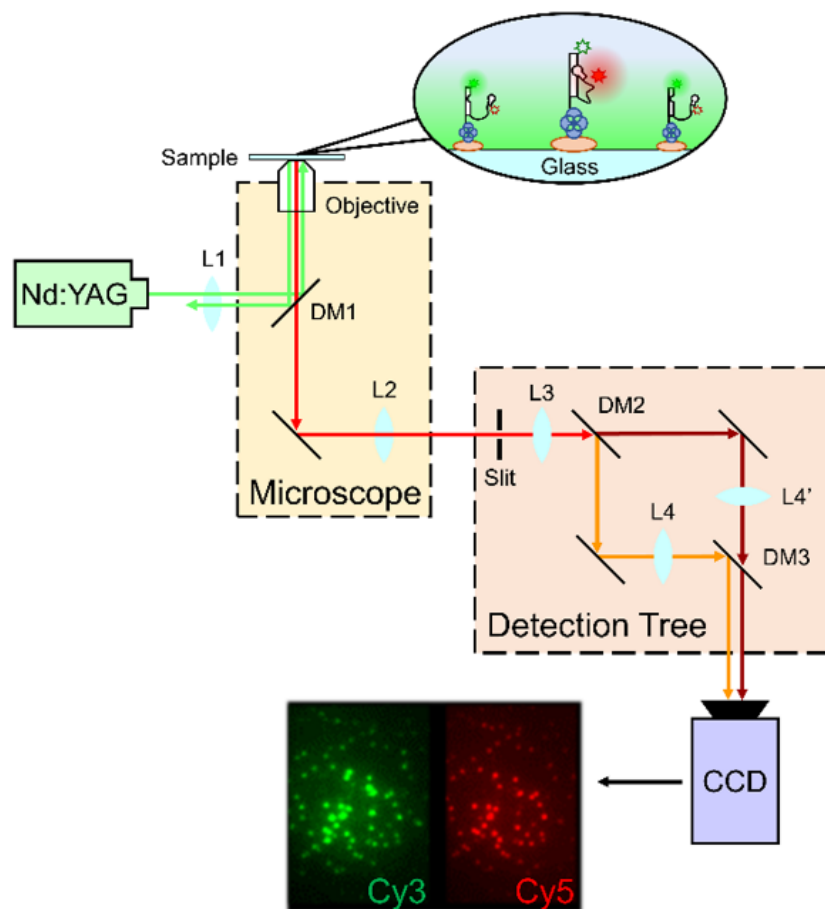 Sample
Glass
Objective
L1
Nd:YAG
DM1
L2
L3
DM2
Slit
Microscope
L4
L4’
DM3
Detection Tree
CCD
Cy3
Cy5